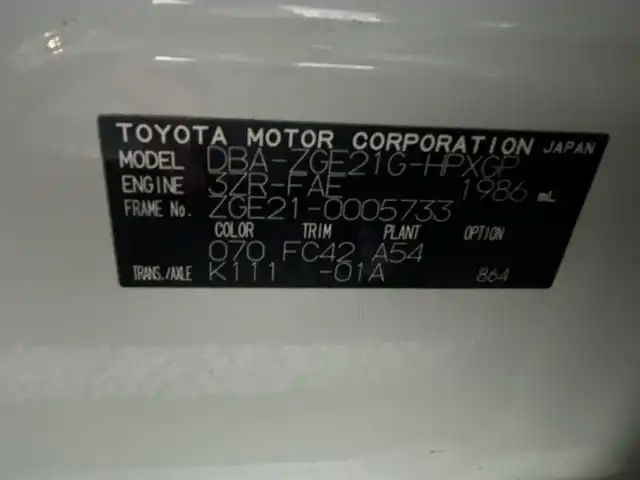 TOYOTA MOTOR CORPORATION JAPAN
MODEL DBA-ZGE21G-HPXGP
ENGINE 3ZR-FAE 1986 mL
FRAME No. ZGE21-0005733
COLOR TRIM PLANT OPTION
070 FC42 A54
TRANS./AXLE K111 -01A 864